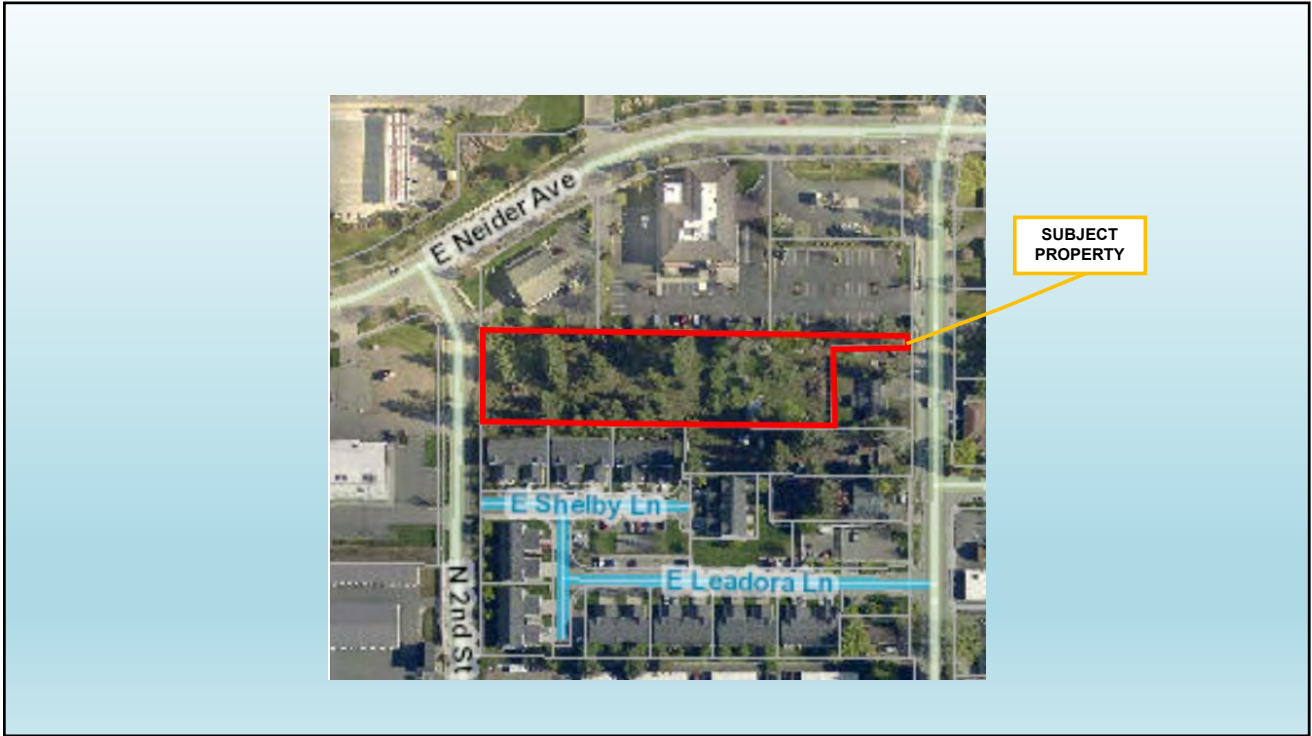 E Neider Ave
SUBJECT
PROPERTY
E Shelby Ln
E Leadora Ln
N 2nd St